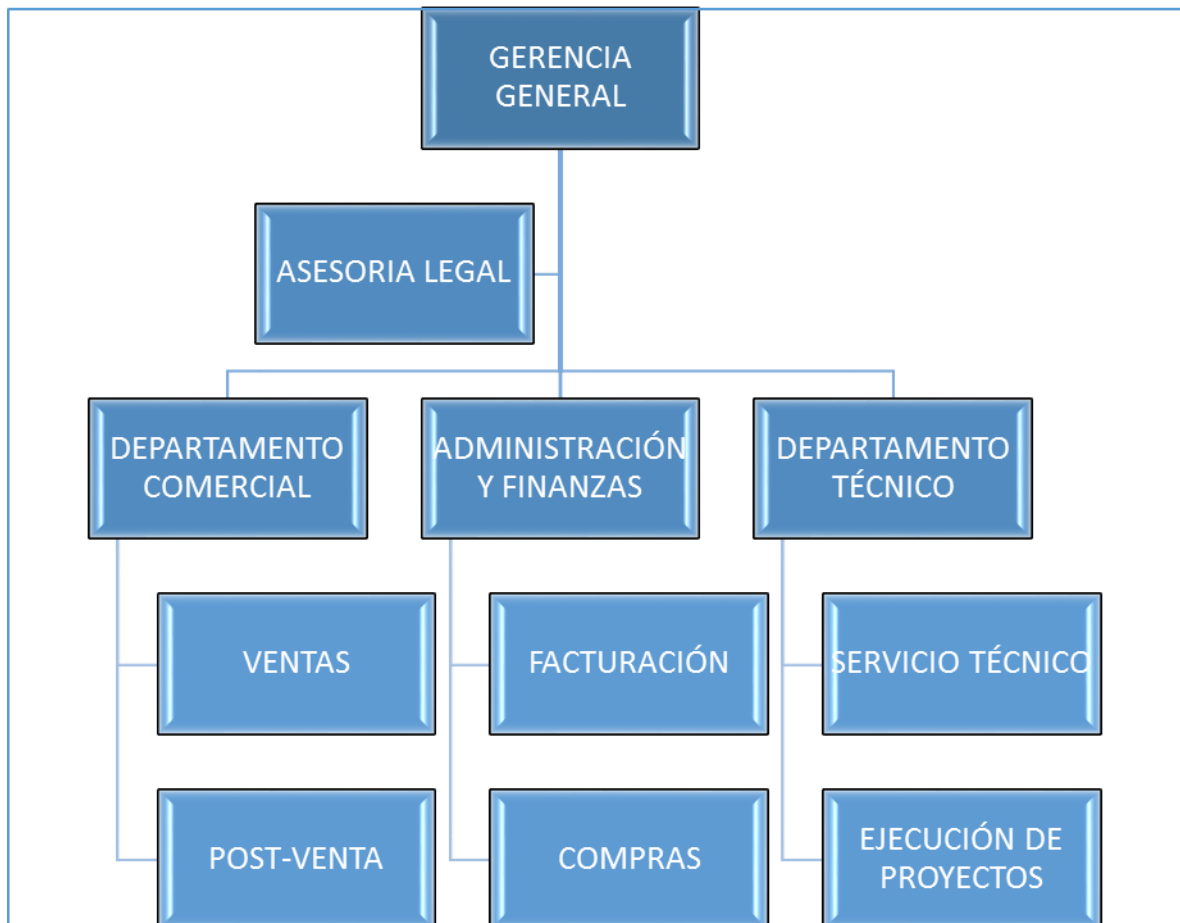 GERENCIA
GENERAL
ASESORIA LEGAL
DEPARTAMENTO
COMERCIAL
ADMINISTRACIÓN
Y FINANZAS
DEPARTAMENTO
TÉCNICO
VENTAS
FACTURACIÓN
SERVICIO TÉCNICO
POST-VENTA
COMPRAS
EJECUCIÓN DE
PROYECTOS